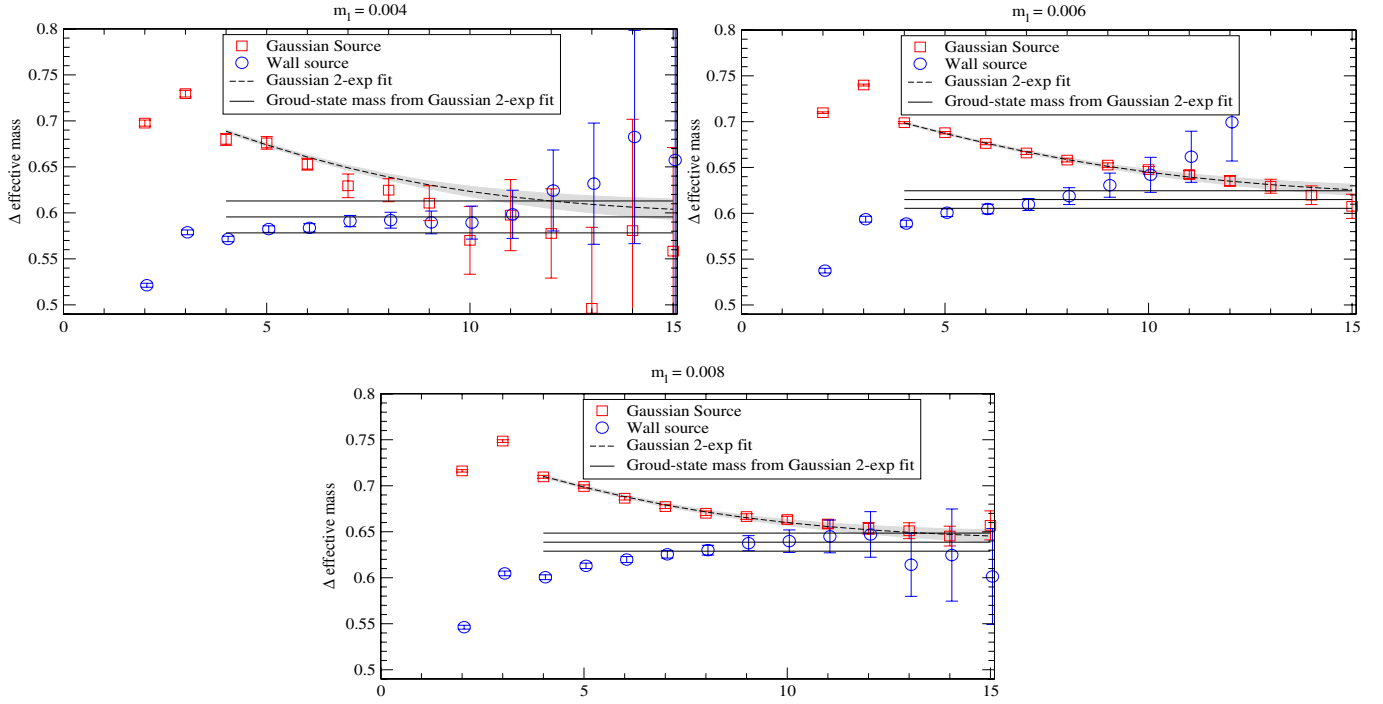 m_l = 0.004
0.8
0.75
0.7
0.65
0.6
0.55
0.5
Δ effective mass
Gaussian Source
Wall source
Gaussian 2-exp fit
Groud-state mass from Gaussian 2-exp fit
0 5 10 15
m_l = 0.006
0.8
0.75
0.7
0.65
0.6
0.55
0.5
Δ effective mass
Gaussian Source
Wall source
Gaussian 2-exp fit
Groud-state mass from Gaussian 2-exp fit
0 5 10 15
m_l = 0.008
0.8
0.75
0.7
0.65
0.6
0.55
0.5
Δ effective mass
Gaussian Source
Wall source
Gaussian 2-exp fit
Groud-state mass from Gaussian 2-exp fit
0 5 10 15